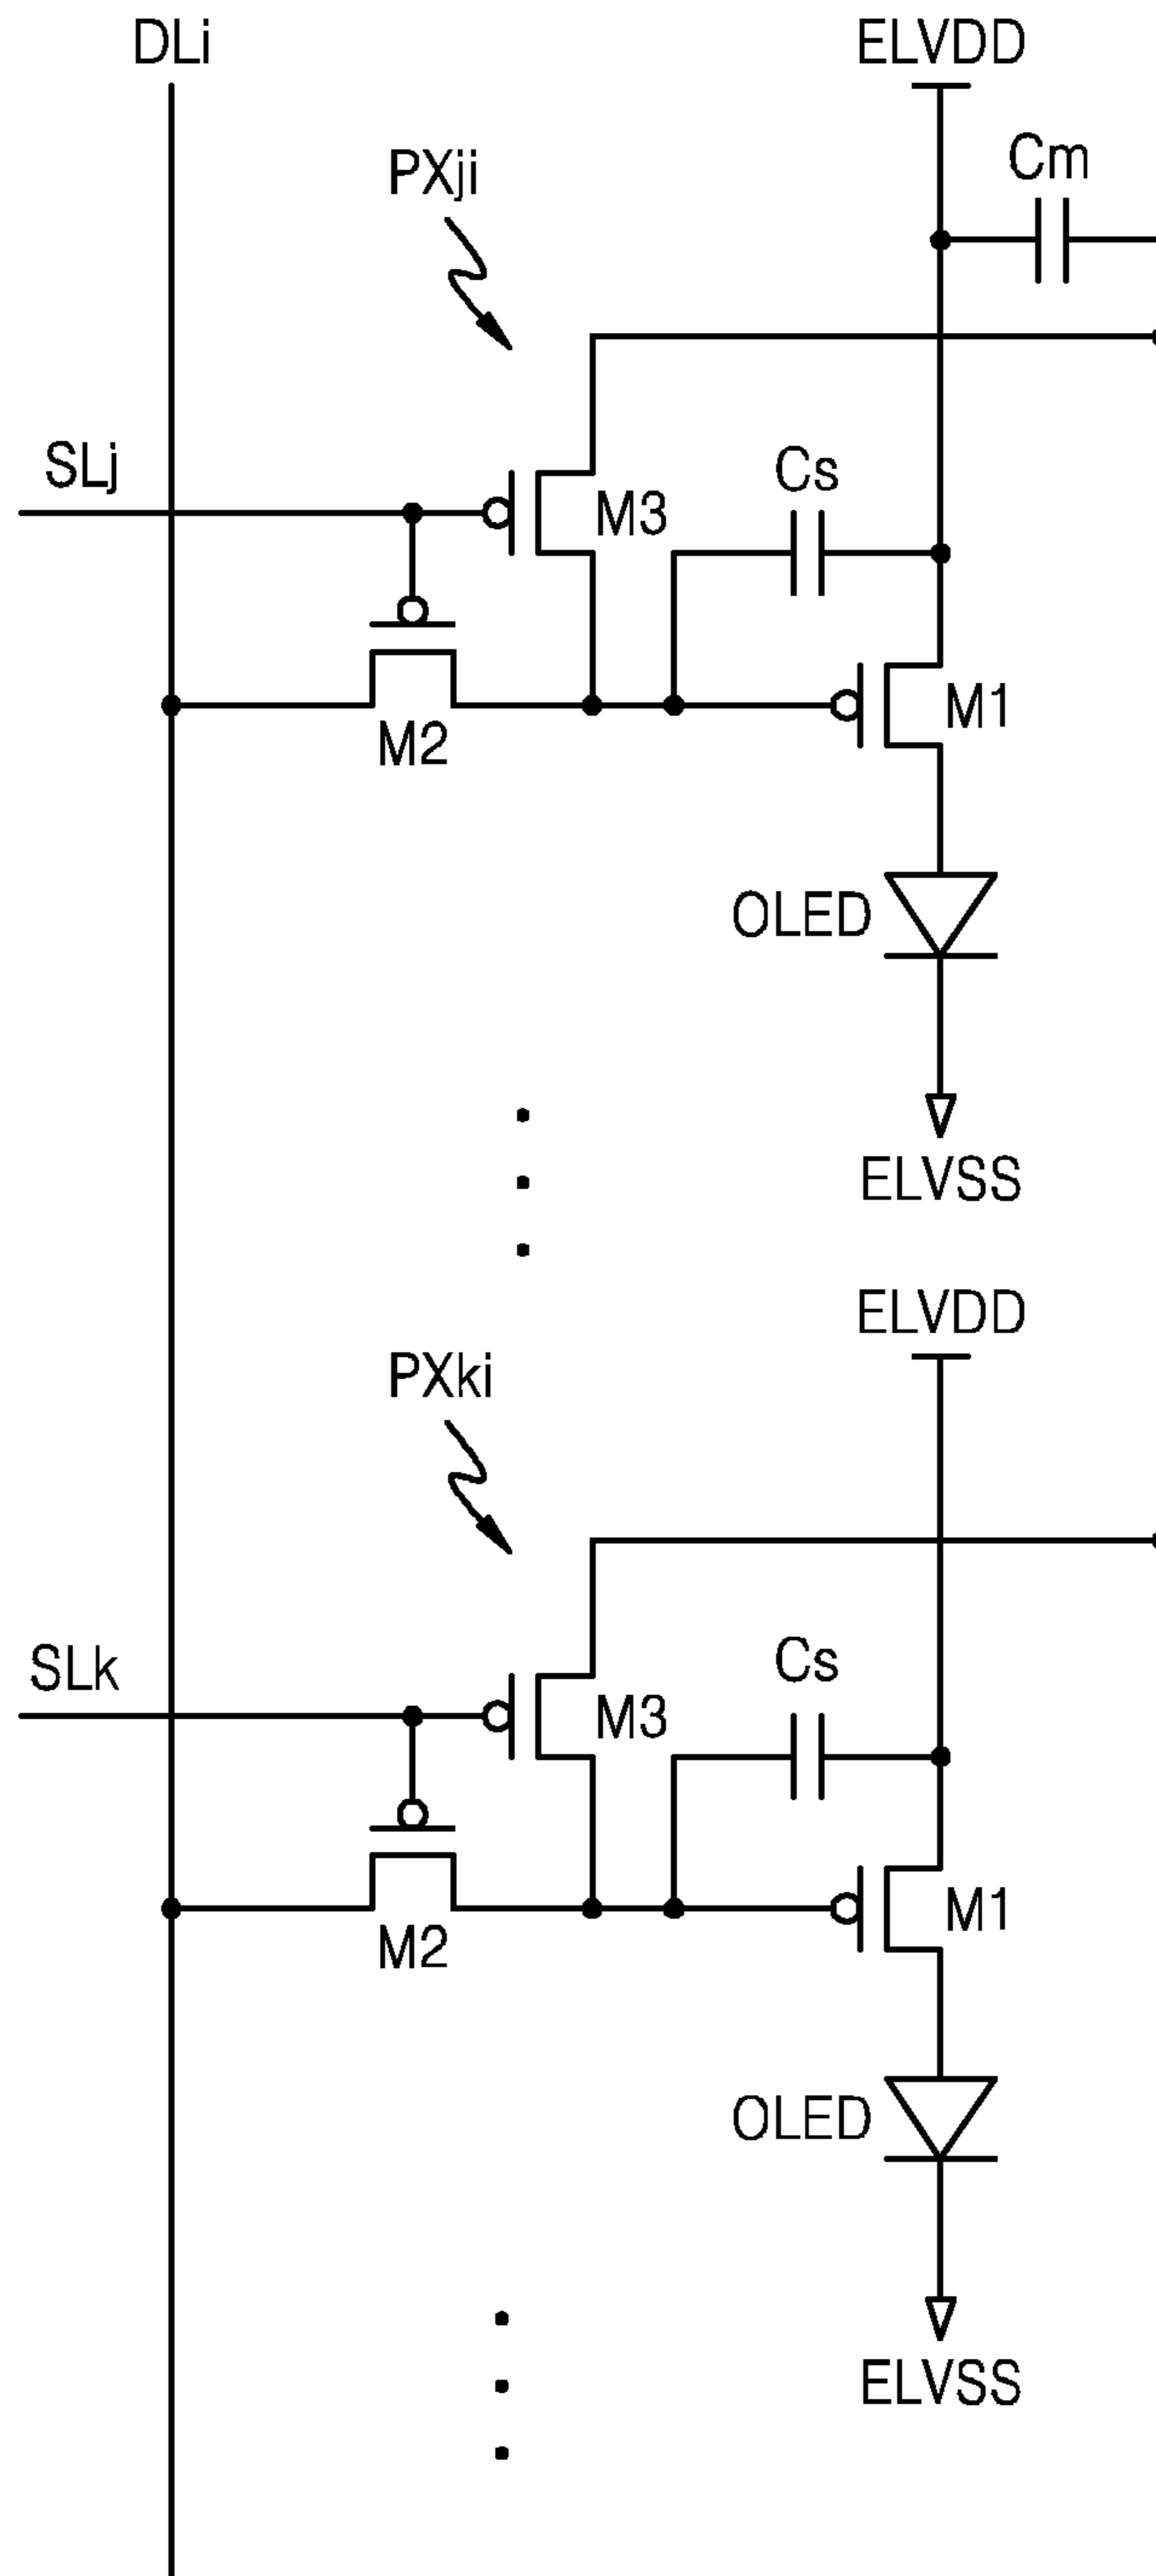 DLi
ELVDD
Cm
PXji
SLj
Cs
M3
M1
M2
OLED
ELVSS
ELVDD
PXki
SLk
Cs
M3
M1
M2
OLED
ELVSS